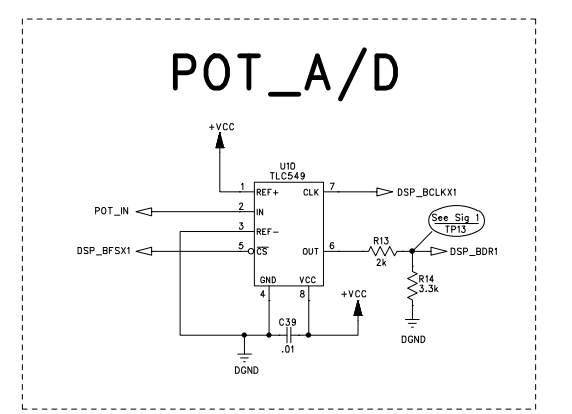 POT_A/D
+VCC
U10
TLC549
1 REF+ CLK 7 DSP_BCLKX1
POT_IN 2 IN
3 REF-
See Sig 1
TP13
DSP_BFSX1 5 CS OUT 6 R13 DSP_BDR1
2k
R14
3.3k
GND VCC
4 8
+VCC
C39
.01
DGND
DGND